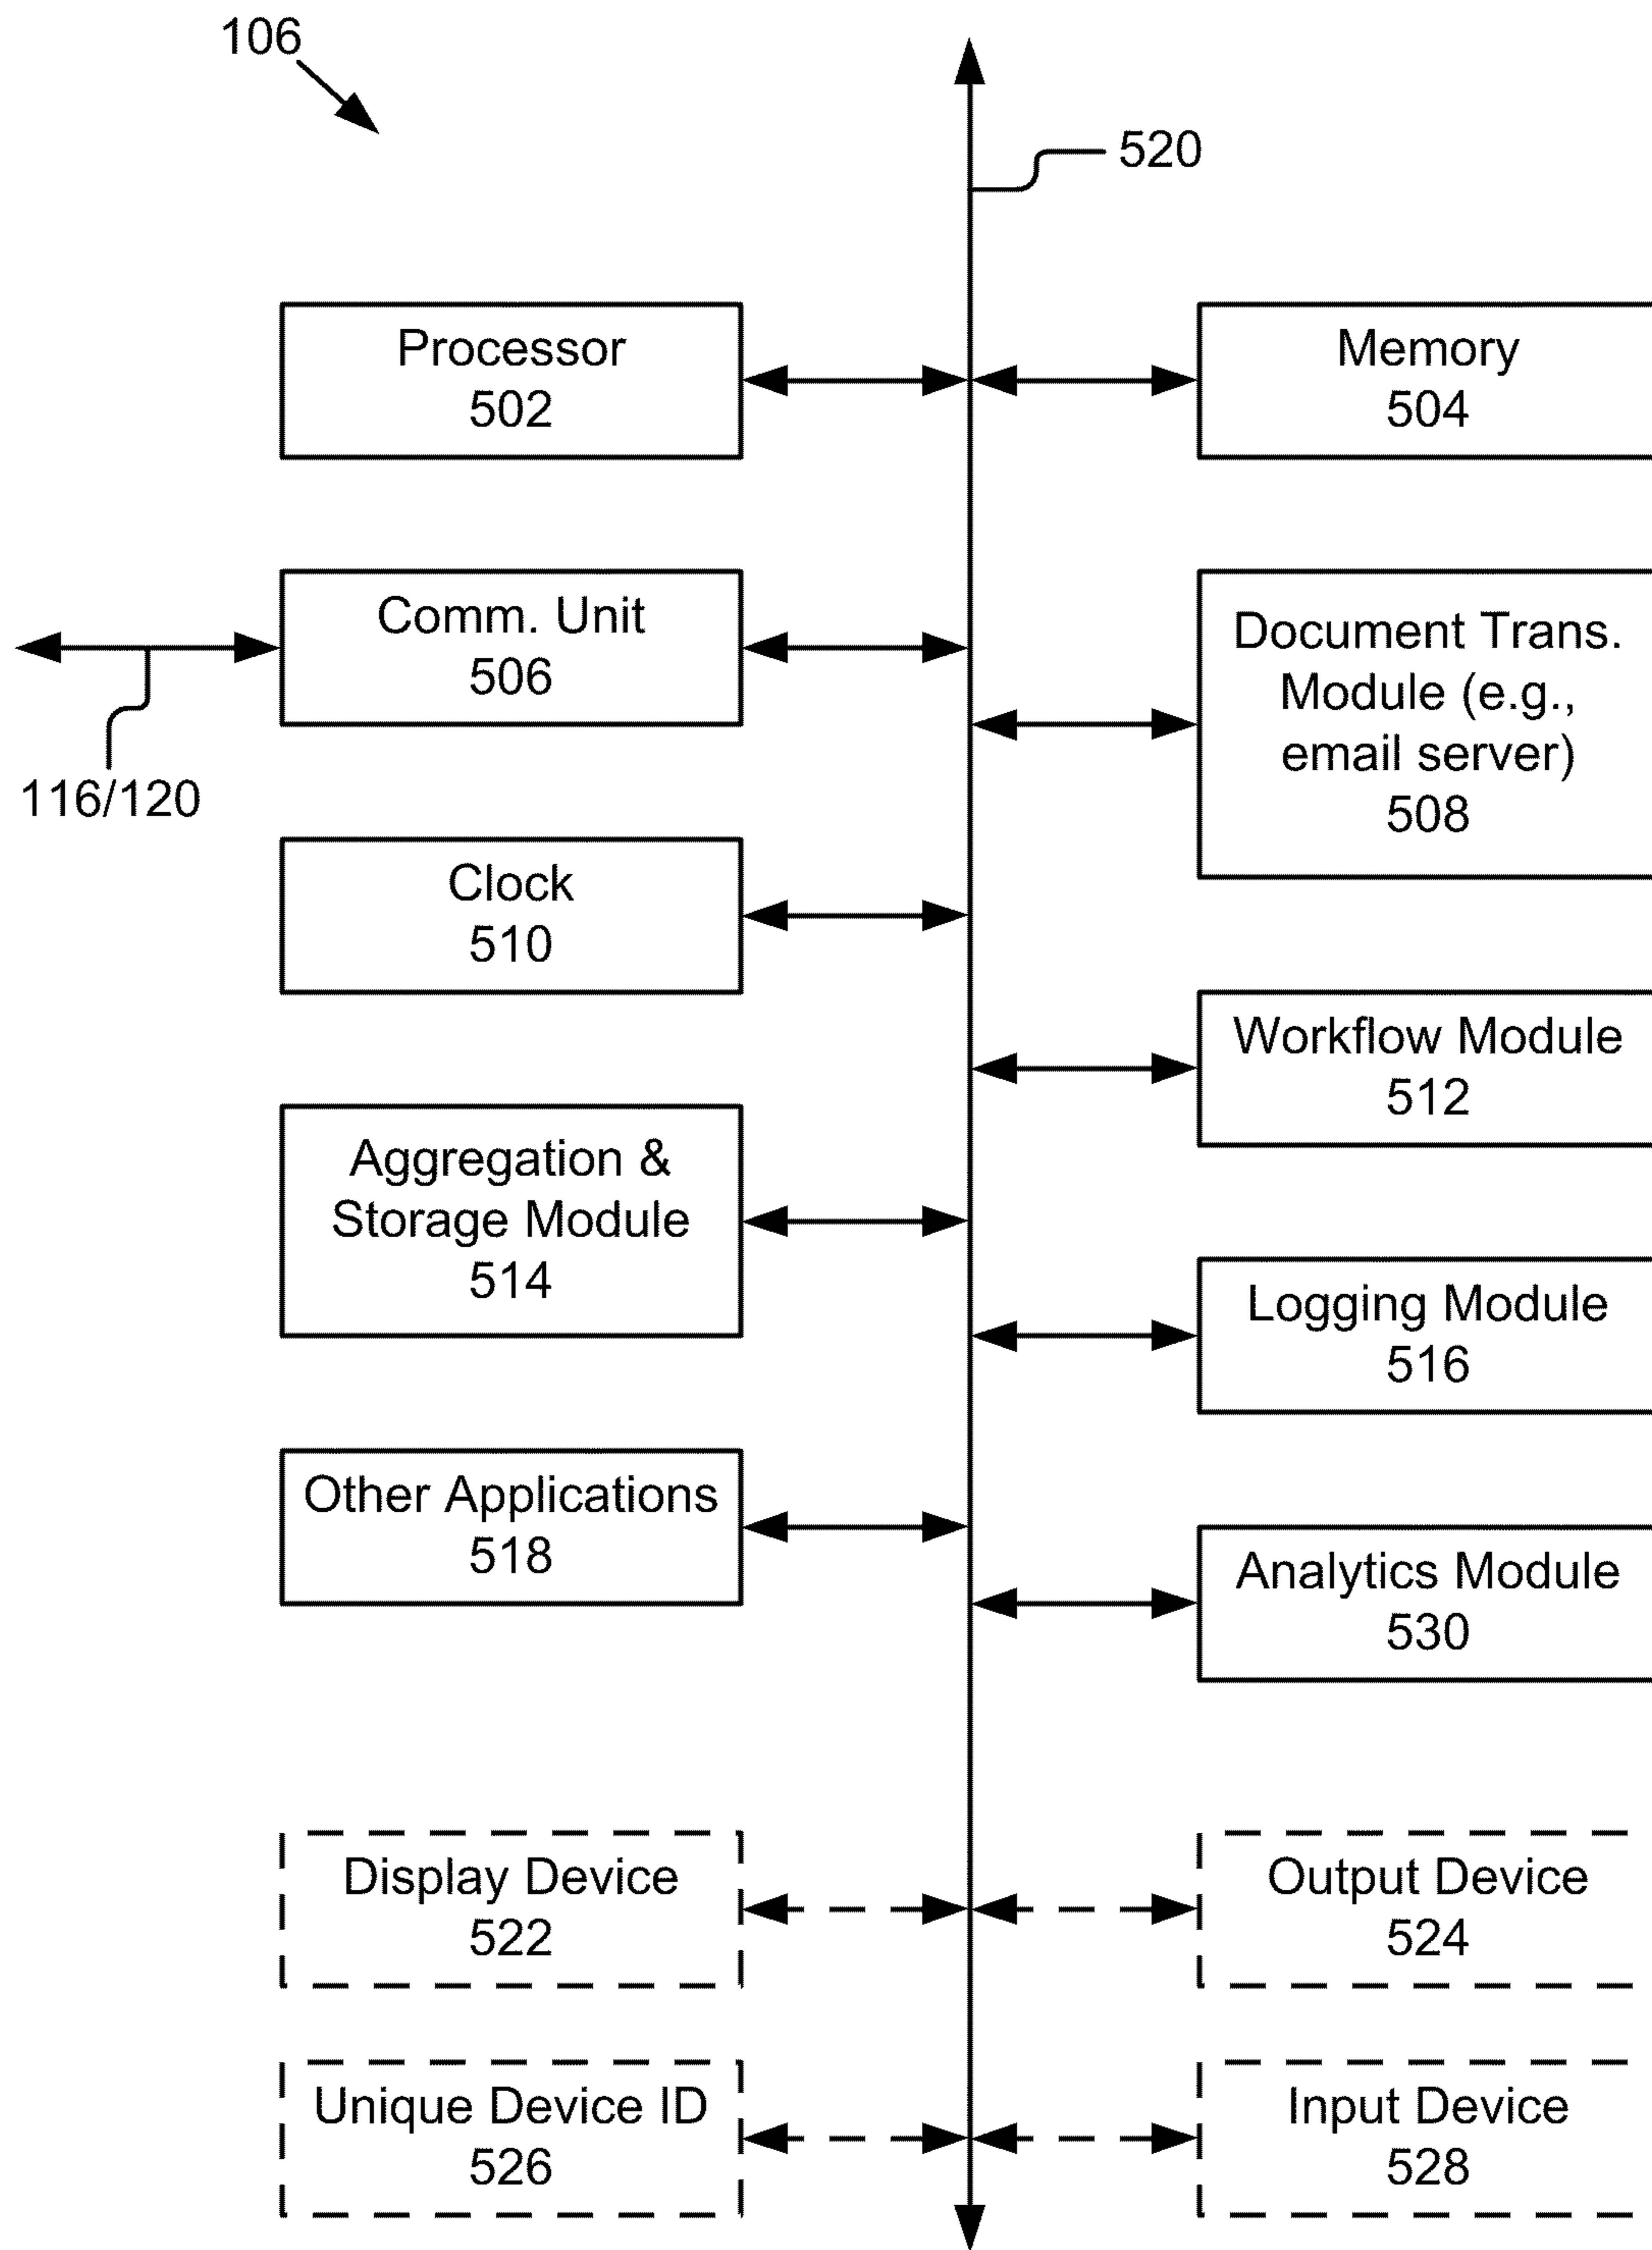 106
520
Processor
502
Memory
504
Comm. Unit
506
116/120
Document Trans.
Module (e.g.,
email server)
508
Clock
510
Workflow Module
512
Aggregation &
Storage Module
514
Logging Module
516
Other Applications
518
Analytics Module
530
Display Device
522
Output Device
524
Unique Device ID
526
Input Device
528